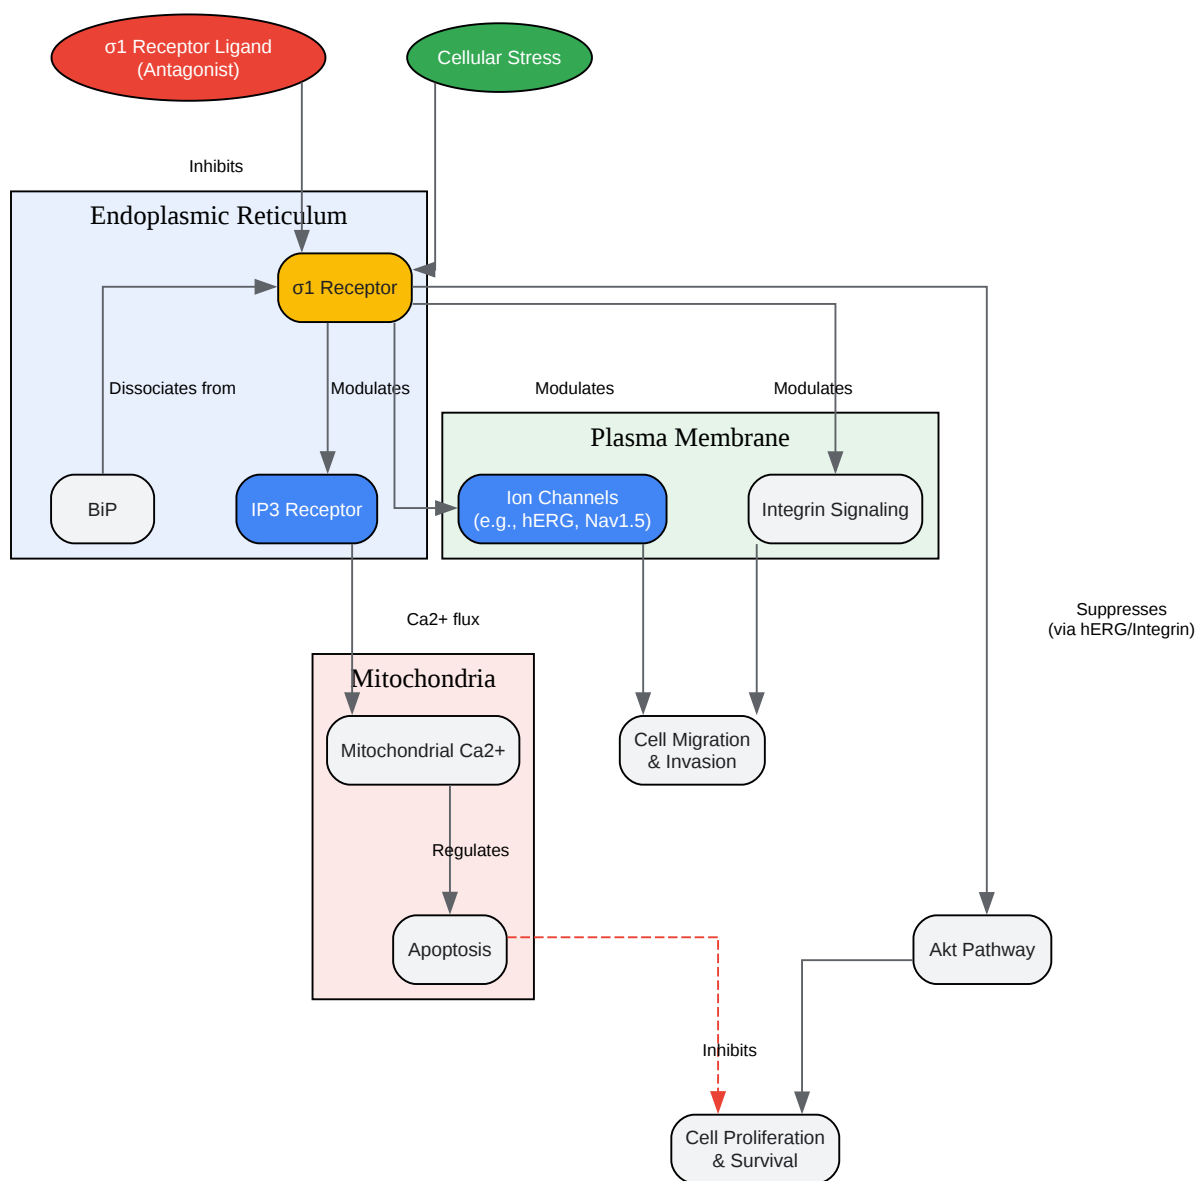 σ1 Receptor Ligand
(Antagonist)
Cellular Stress
Inhibits
Endoplasmic Reticulum
σ1 Receptor
Dissociates from
Modulates
Modulates
Modulates
Plasma Membrane
BiP
IP3 Receptor
Ion Channels
(e.g., hERG, Nav1.5)
Integrin Signaling
Ca2+ flux
Suppresses
(via hERG/Integrin)
Mitochondria
Mitochondrial Ca2+
Cell Migration
& Invasion
Regulates
Apoptosis
Akt Pathway
Inhibits
Cell Proliferation
& Survival